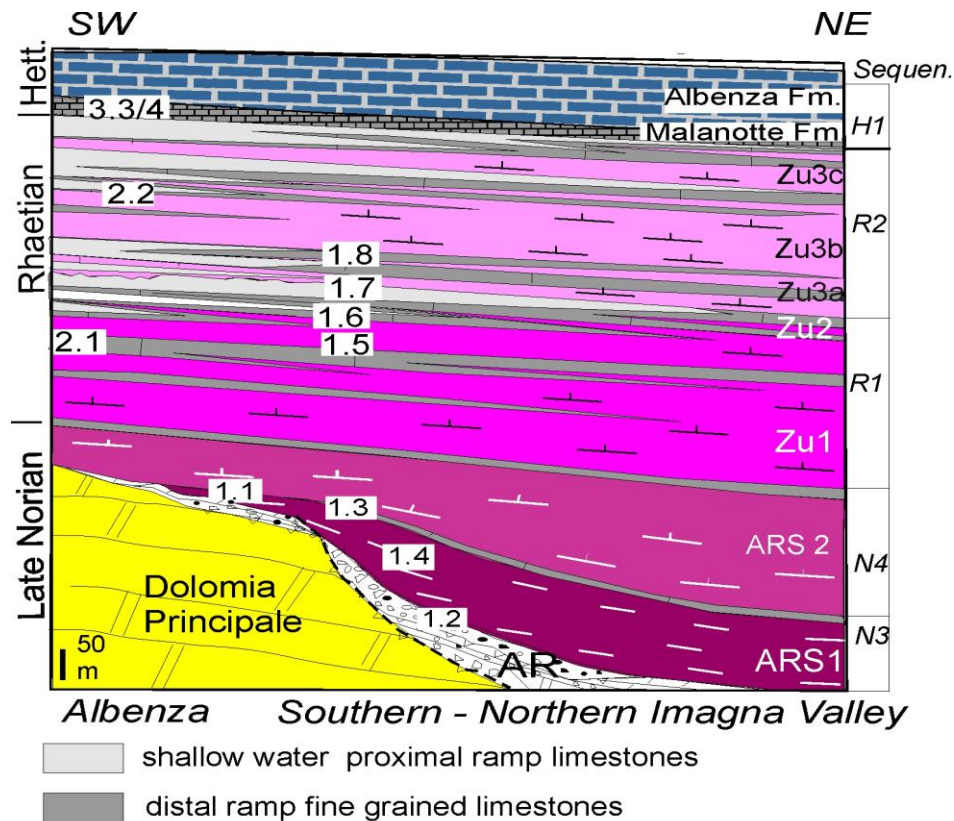 SW NE
Sequen.
Hett.
Albenza Fm.
3.3/4
Malanotte Fm.
H1
Rhaetian
Zu3c
2.2
R2
Zu3b
1.8
Zu3a
1.7
1.6
Zu2
2.1
1.5
R1
Zu1
Late Norian
1.1
1.3
ARS 2
1.4
N4
Dolomia
Principale
1.2
N3
50
m
AR
ARS1
Albenza Southern - Northern Imagna Valley
shallow water proximal ramp limestones
distal ramp fine grained limestones